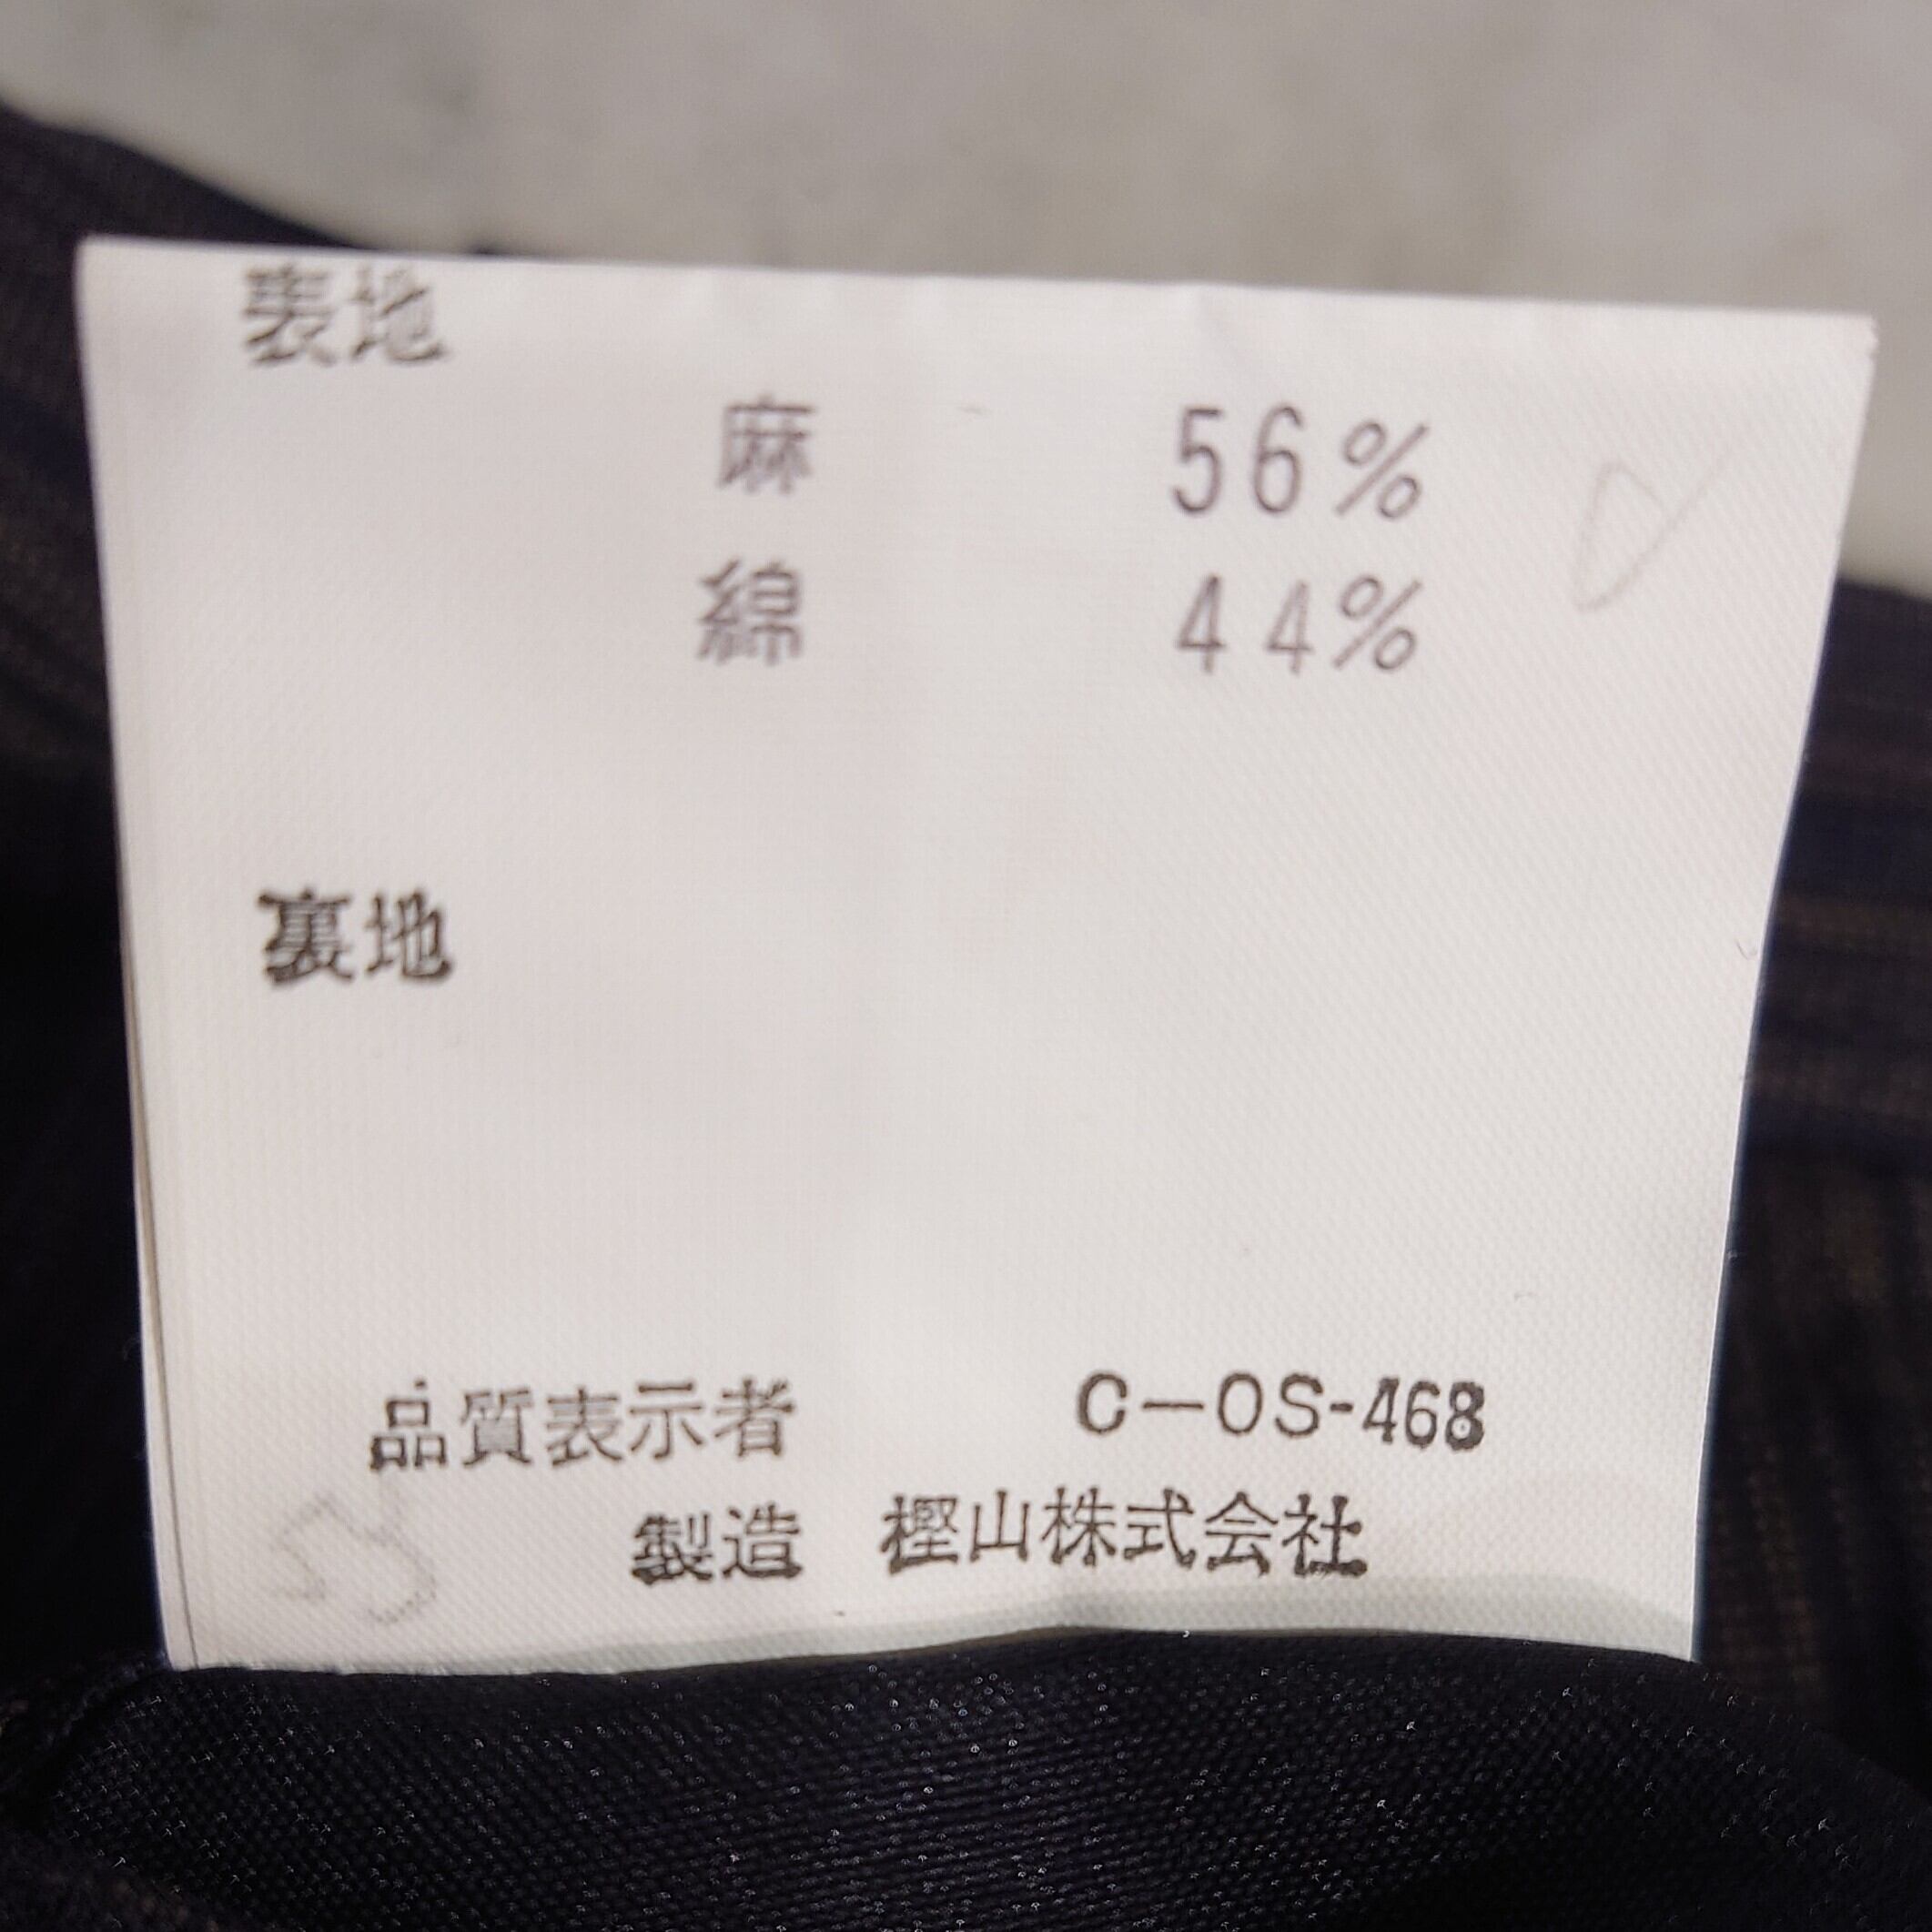 表地
麻 56%
綿 44%
裏地
品質表示者 C-OS-468
製造 樫山株式会社